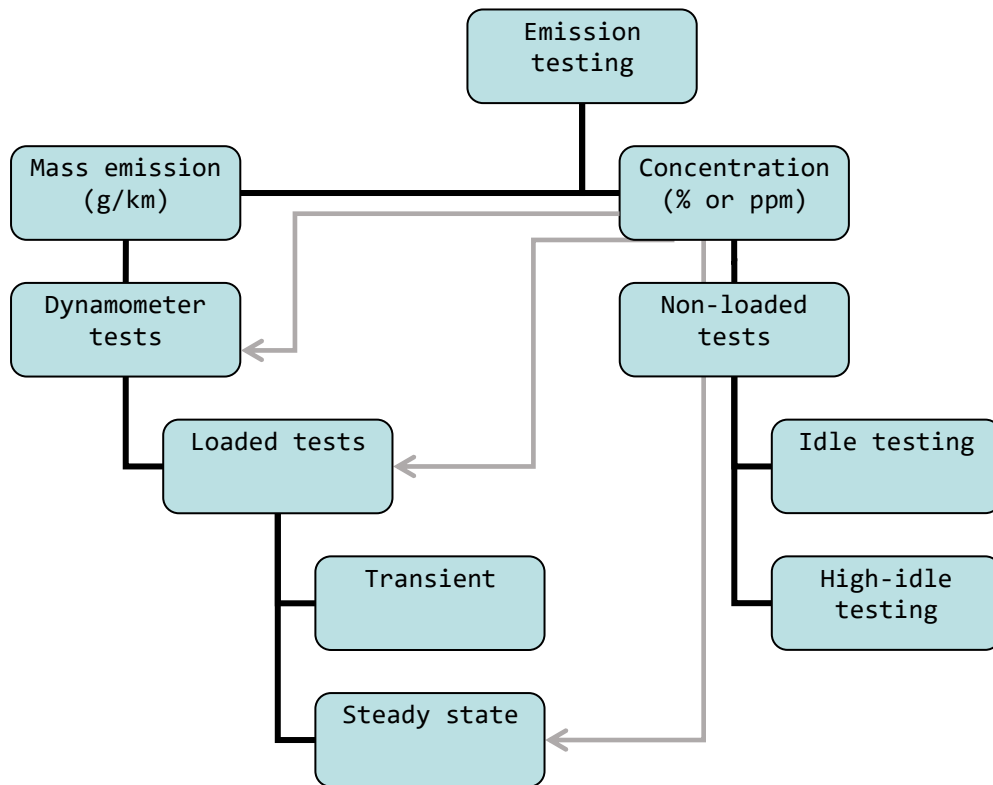 Emission
testing
Mass emission
(g/km)
Concentration
(% or ppm)
Dynamometer
tests
Non-loaded
tests
Loaded tests
Idle testing
Transient
High-idle
testing
Steady state